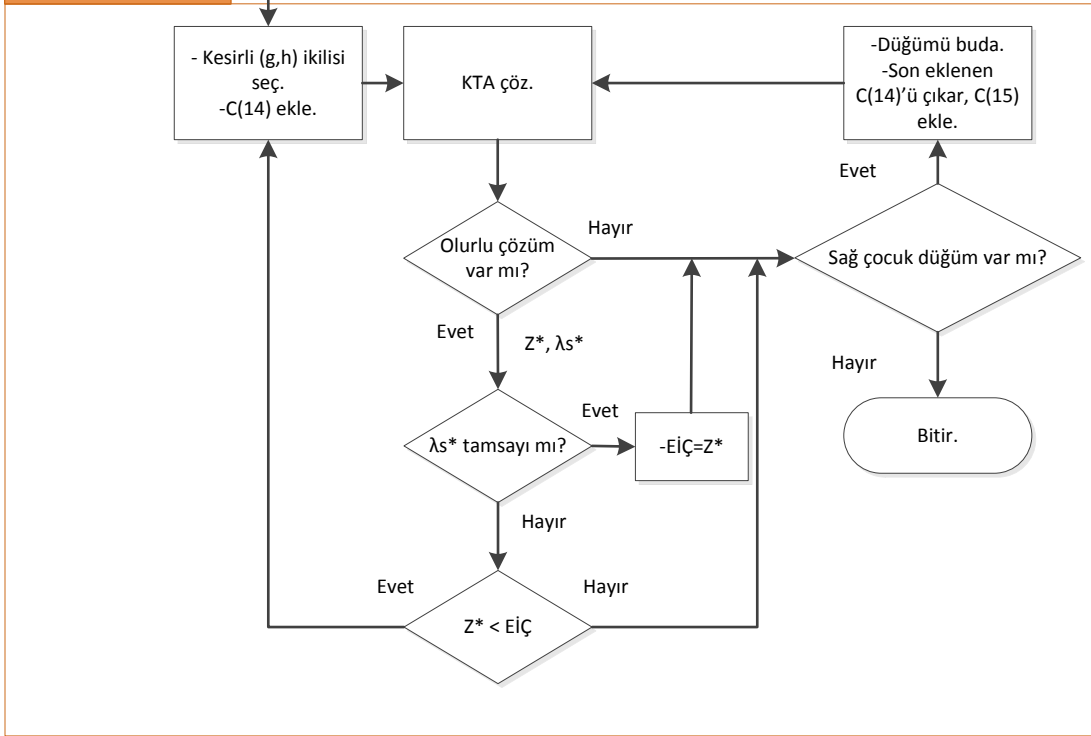 - Kesirli (g,h) ikilisi
seç.
-C(14) ekle.
KTA çöz.
-Düğümü buda.
-Son eklenen
C(14)’ü çıkar, C(15)
ekle.
Evet
Olurlu çözüm
var mı?
Hayır
Sağ çocuk düğüm var mı?
Evet
Z*, λs*
Hayır
λs* tamsayı mı?
Evet
-EİÇ=Z*
Bitir.
Hayır
Evet
Z* < EİÇ
Hayır